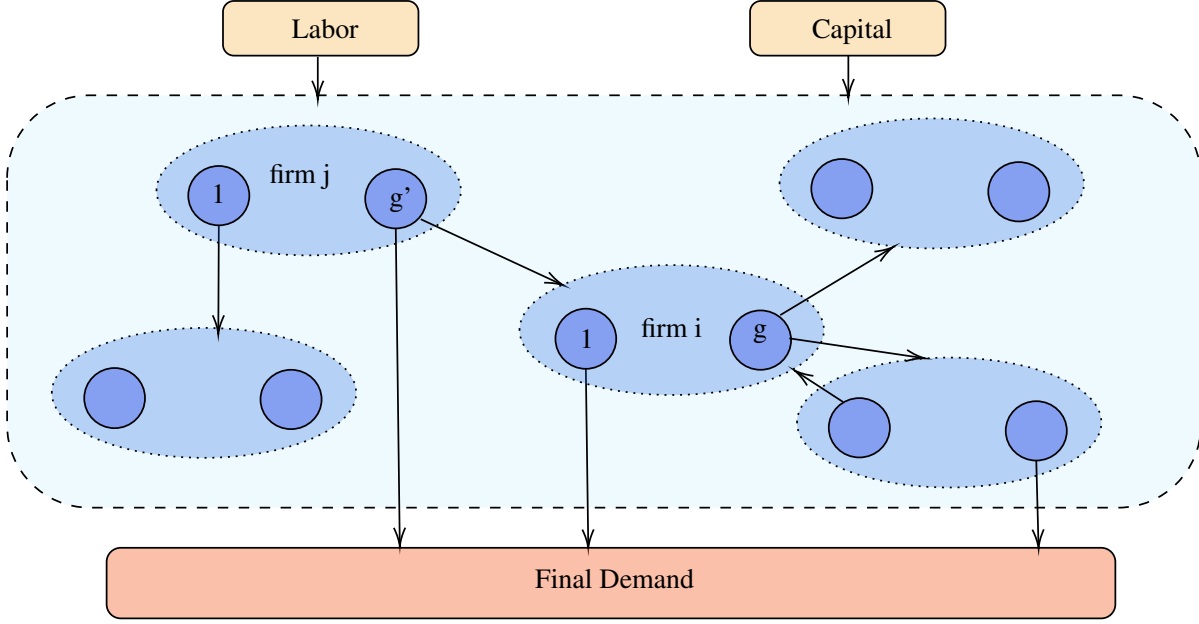 Labor
Capital
firm j
1
g’
1
firm i
g
Final Demand